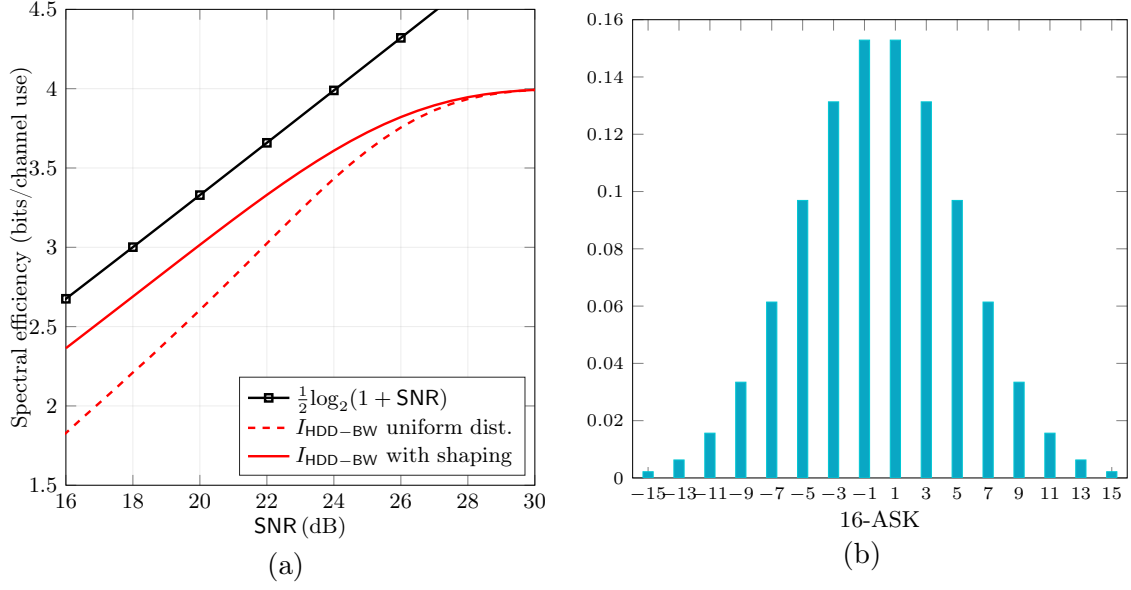 4.5
4
3.5
3
2.5
2
1.5
16 18 20 22 24 26 28 30
Spectral efficiency (bits/channel use)
SNR (dB)
½log₂(1 + SNR)
I_HDD−BW uniform dist.
I_HDD−BW with shaping
(a)
0.16
0.14
0.12
0.1
0.08
0.06
0.04
0.02
0
−15 −13 −11 −9 −7 −5 −3 −1 1 3 5 7 9 11 13 15
16-ASK
(b)